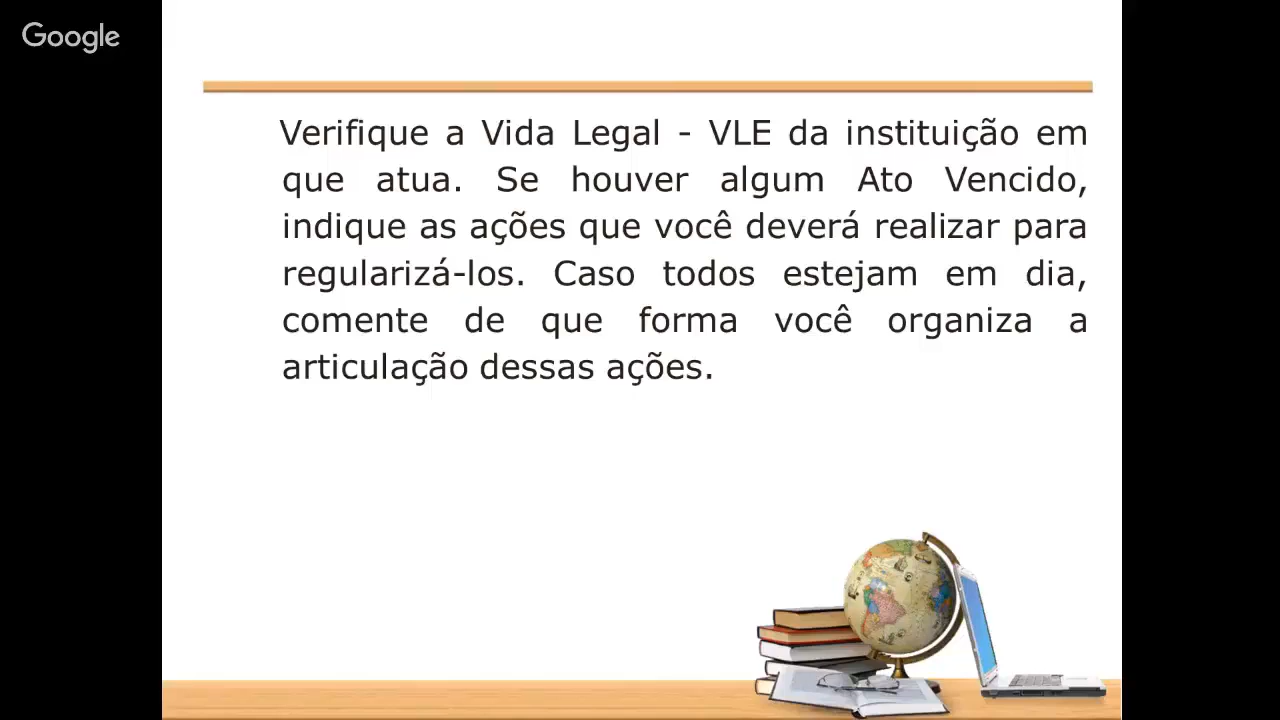 Google
Verifique a Vida Legal - VLE da instituição em
que atua. Se houver algum Ato Vencido,
indique as ações que você deverá realizar para
regularizá-los. Caso todos estejam em dia,
comente de que forma você organiza a
articulação dessas ações.